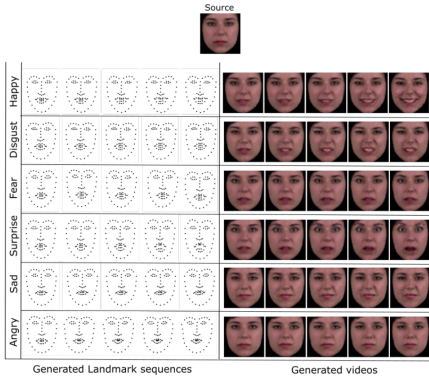 Source
Happy
Disgust
Fear
Surprise
Sad
Angry
Generated Landmark sequences
Generated videos